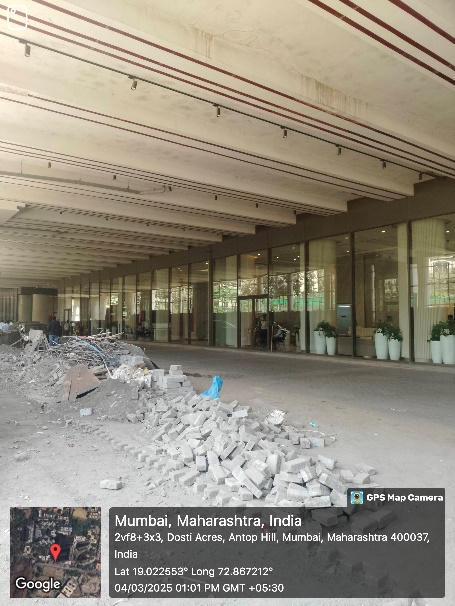 GPS Map Camera
Mumbai, Maharashtra, India
2vf8+3x3, Dosti Acres, Antop Hill, Mumbai, Maharashtra 400037,
India
Lat 19.022553° Long 72.867212°
04/03/2025 01:01 PM GMT +05:30
Google